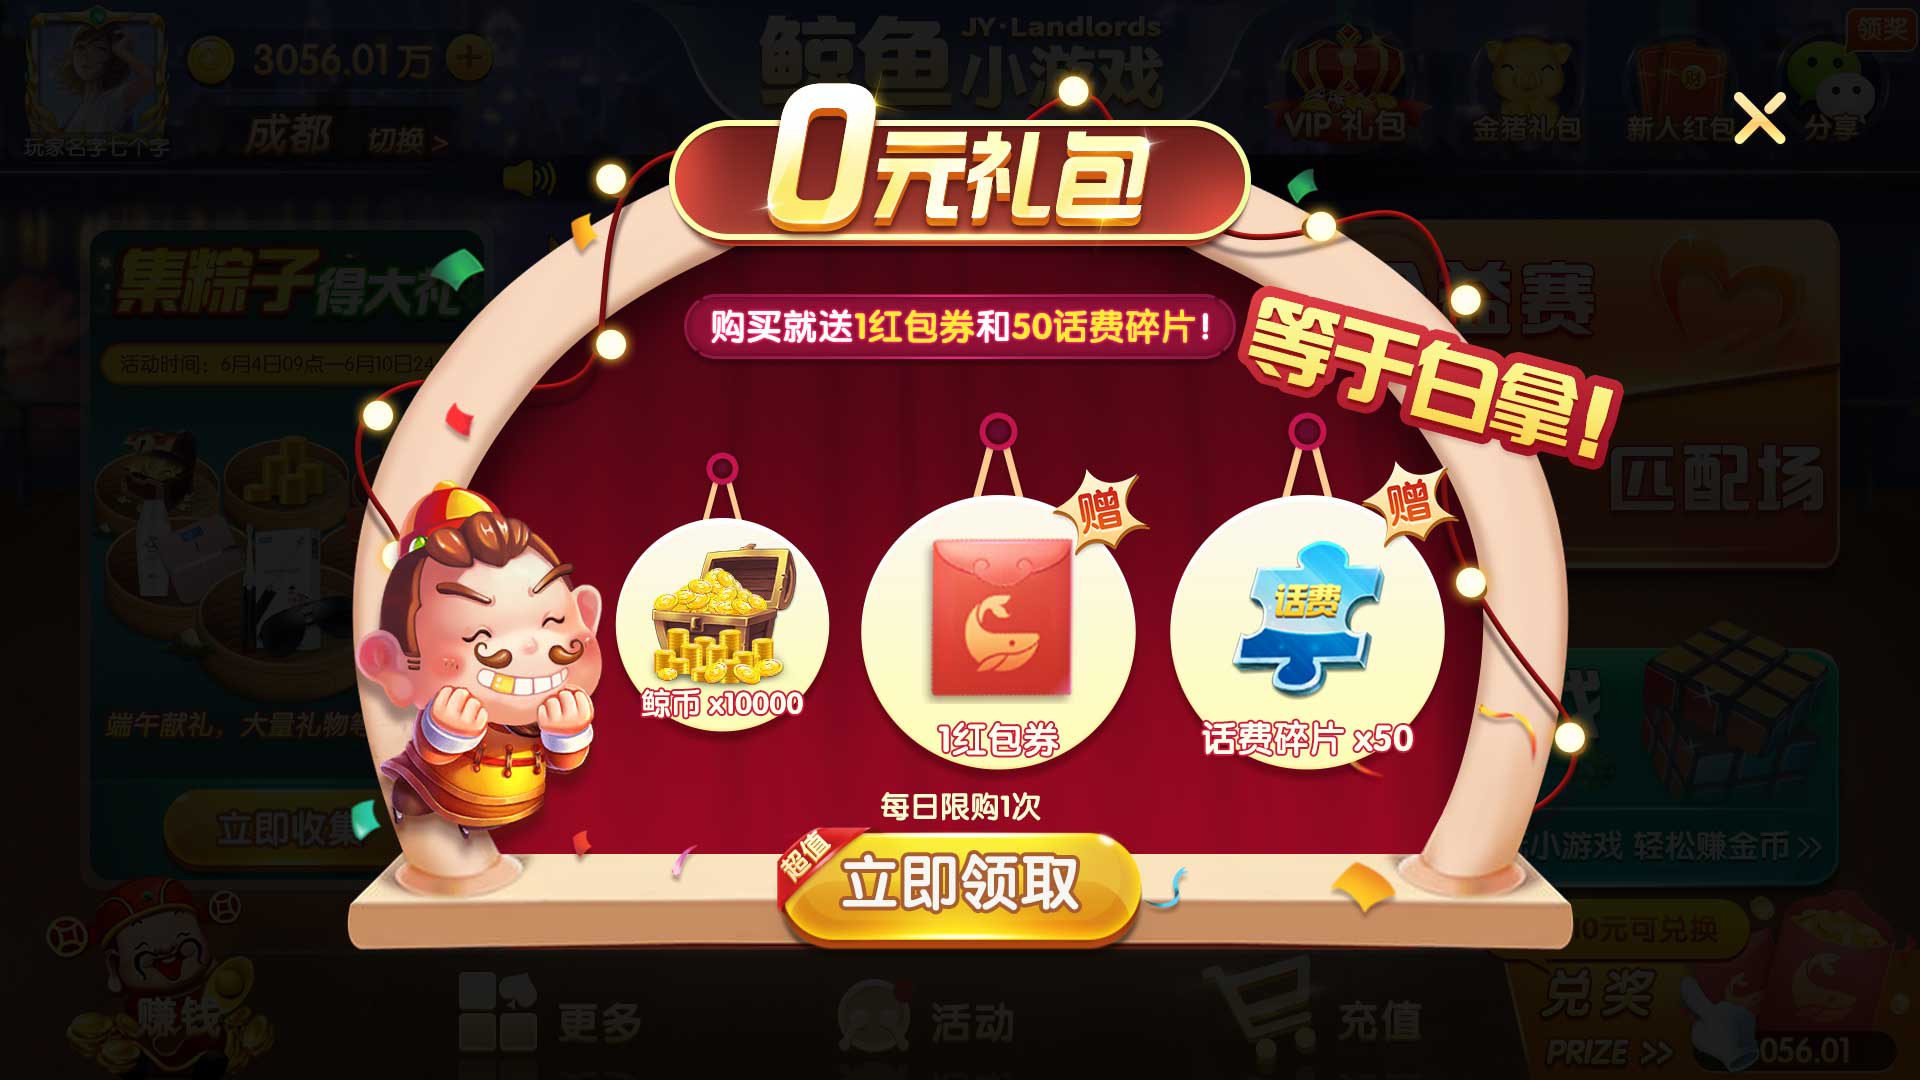 3056.01万
成都 切换 >
玩家名字七个字
JY·Landlords
鲸鱼小游戏
VIP 礼包
金猪礼包
新人红包
分享
领奖
0元礼包
购买就送1红包券和50话费碎片!
等于白拿!
集粽子得大礼
活动时间：6月4日09点—6月10日24
端午献礼，大量礼物等
立即收集
益赛
匹配场
赠
赠
话费
鲸币 x10000
1红包券
话费碎片 x50
每日限购1次
超值
立即领取
小游戏 轻松赚金币 >>
赚钱
更多
活动
充值
0元可兑换
兑奖
PRIZE >>
056.01